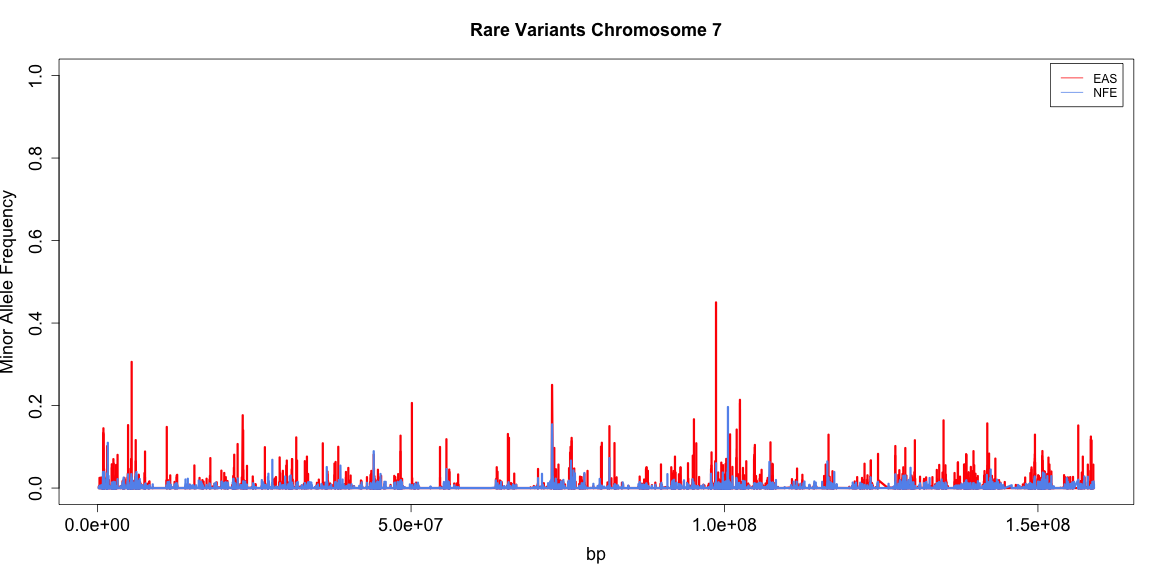 Rare Variants Chromosome 7
EAS
NFE
Minor Allele Frequency
1.0
0.8
0.6
0.4
0.2
0.0
0.0e+00 5.0e+07 1.0e+08 1.5e+08
bp